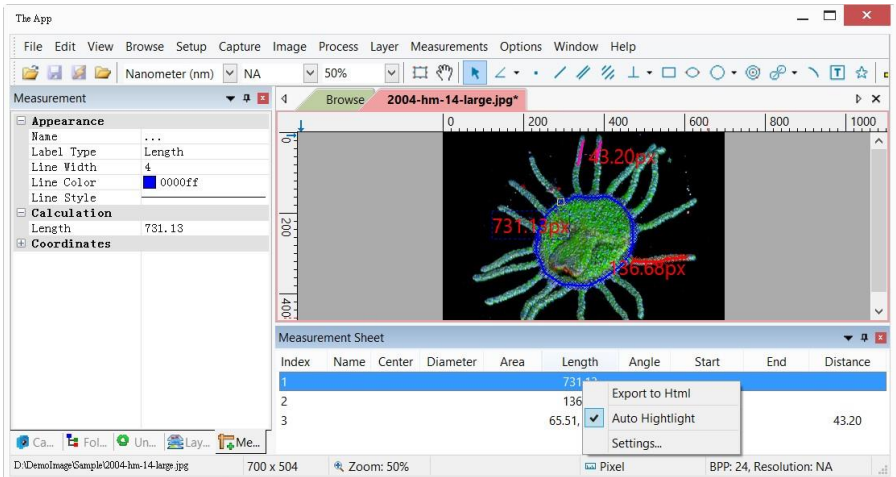 The App
File Edit View Browse Setup Capture Image Process Layer Measurements Options Window Help
Nanometer (nm) NA 50%
Measurement
Browse 2004-hm-14-large.jpg*
Appearance
Name ...
Label Type Length
Line Width 4
Line Color 0000ff
Line Style
Calculation
Length 731.13
Coordinates
0 200 400 600 800 1000
0
200
400
43.20px
731.13px
136.68px
Measurement Sheet
Index Name Center Diameter Area Length Angle Start End Distance
1 731.13
2 136
3 65.51, 43.20
Export to Html
Auto Hightlight
Settings...
Ca... Fol... Un... Lay... Me...
D:\DemoImage\Sample\2004-hm-14-large.jpg 700 x 504 Zoom: 50% Pixel BPP: 24, Resolution: NA